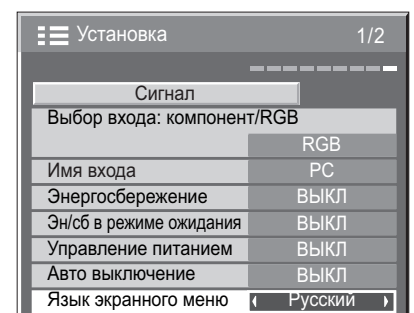 Установка 1/2
Сигнал
Выбор входа: компонент/RGB
RGB
Имя входа PC
Энергосбережение ВЫКЛ
Эн/сб в режиме ожидания ВЫКЛ
Управление питанием ВЫКЛ
Авто выключение ВЫКЛ
Язык экранного меню Русский